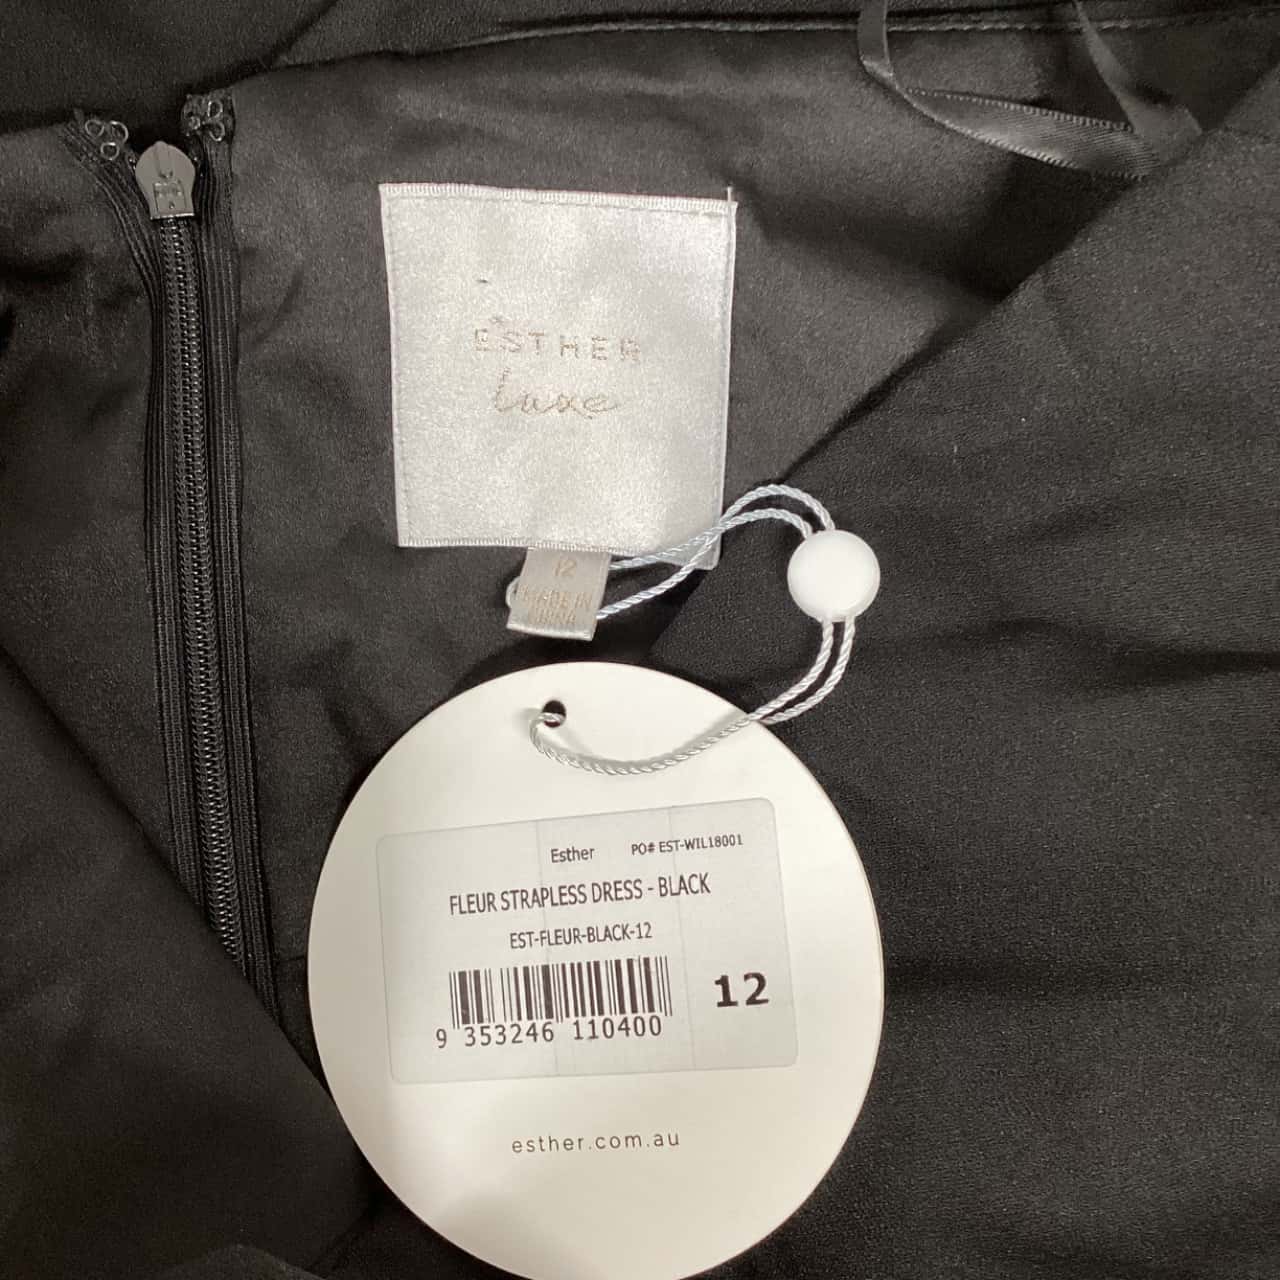 ESTHER
luxe
12
MADE IN
CHINA
Esther PO# EST-WIL18001
FLEUR STRAPLESS DRESS - BLACK
EST-FLEUR-BLACK-12
12
9 353246 110400
esther.com.au